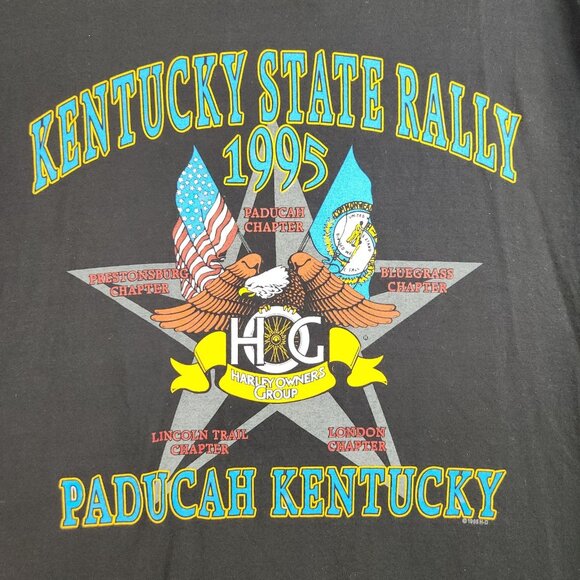 KENTUCKY STATE RALLY
1995
PADUCAH
CHAPTER
PRESTONSBURG
CHAPTER
BLUEGRASS
CHAPTER
HOG
HARLEY OWNERS
GROUP
LINCOLN TRAIL
CHAPTER
LONDON
CHAPTER
PADUCAH KENTUCKY